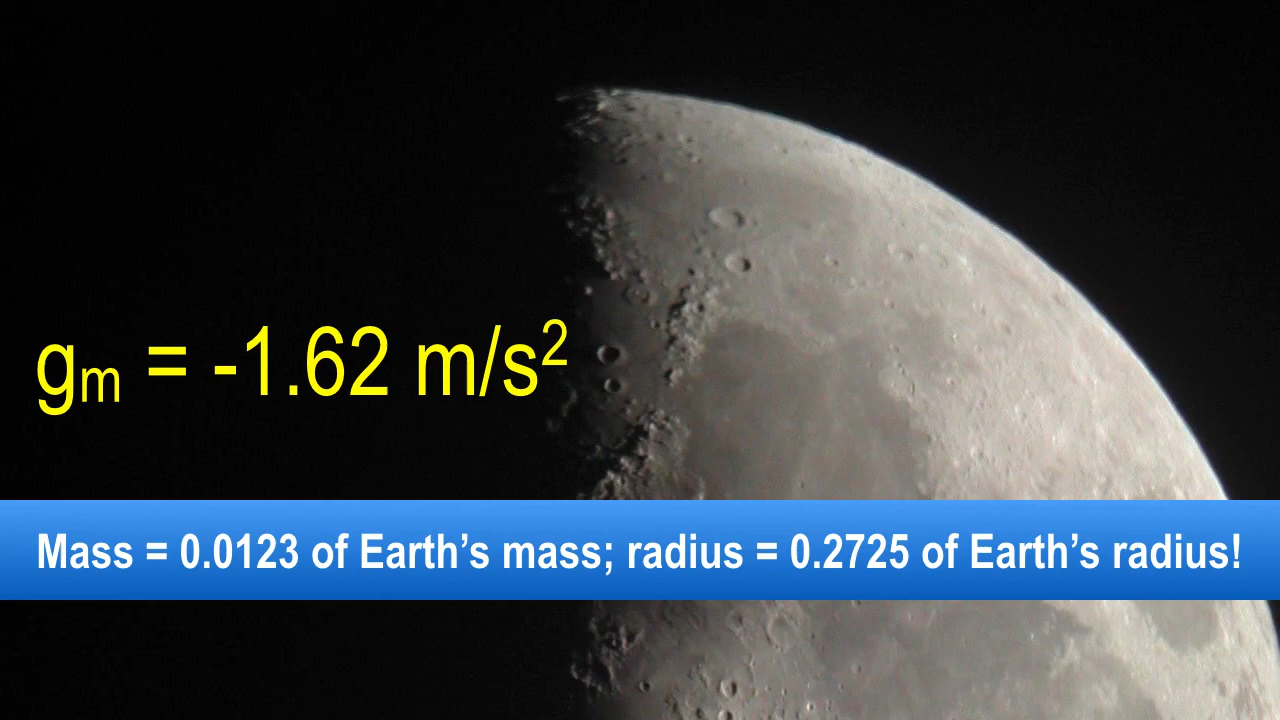 gₘ = -1.62 m/s²
Mass = 0.0123 of Earth’s mass; radius = 0.2725 of Earth’s radius!